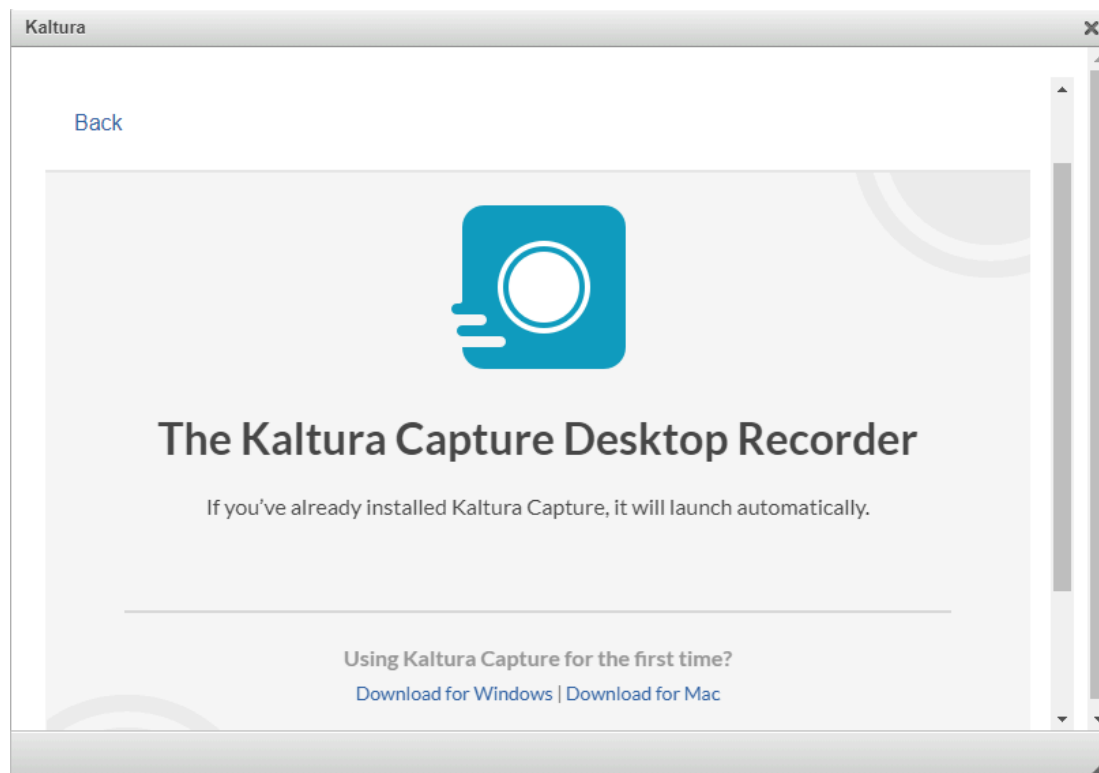 Kaltura
Back
The Kaltura Capture Desktop Recorder
If you’ve already installed Kaltura Capture, it will launch automatically.
Using Kaltura Capture for the first time?
Download for Windows | Download for Mac